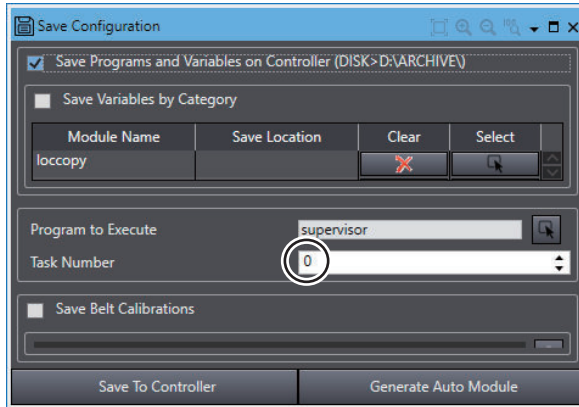 Save Configuration
Save Programs and Variables on Controller (DISK>D:\ARCHIVE\)
Save Variables by Category
Module Name Save Location Clear Select
loccopy
Program to Execute supervisor
Task Number 0
Save Belt Calibrations
Save To Controller Generate Auto Module